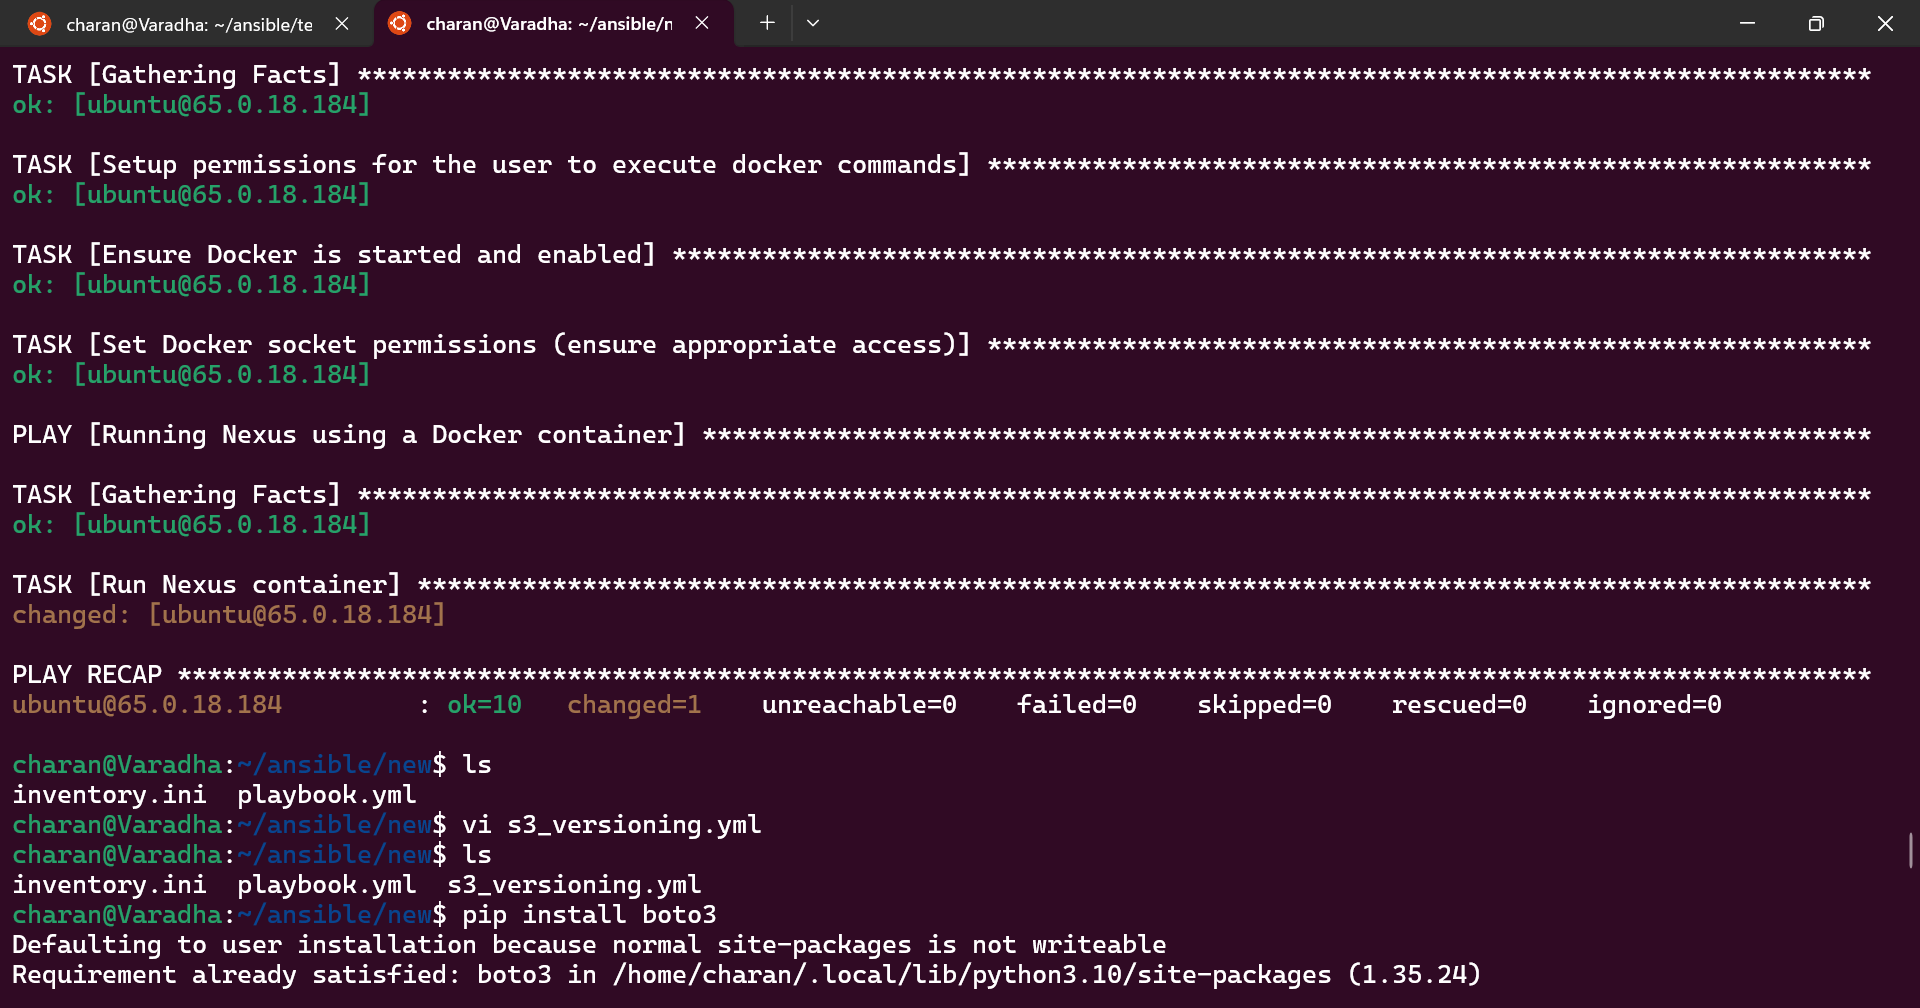 charan@Varadha: ~/ansible/te
charan@Varadha: ~/ansible/n
TASK [Gathering Facts] *****************************************************************************************************
ok: [ubuntu@65.0.18.184]
TASK [Setup permissions for the user to execute docker commands] ***********************************************************
ok: [ubuntu@65.0.18.184]
TASK [Ensure Docker is started and enabled] ********************************************************************************
ok: [ubuntu@65.0.18.184]
TASK [Set Docker socket permissions (ensure appropriate access)] ***********************************************************
ok: [ubuntu@65.0.18.184]
PLAY [Running Nexus using a Docker container] ******************************************************************************
TASK [Gathering Facts] *****************************************************************************************************
ok: [ubuntu@65.0.18.184]
TASK [Run Nexus container] *************************************************************************************************
changed: [ubuntu@65.0.18.184]
PLAY RECAP *****************************************************************************************************************
ubuntu@65.0.18.184         : ok=10   changed=1    unreachable=0    failed=0    skipped=0    rescued=0    ignored=0
charan@Varadha:~/ansible/new$ ls
inventory.ini  playbook.yml
charan@Varadha:~/ansible/new$ vi s3_versioning.yml
charan@Varadha:~/ansible/new$ ls
inventory.ini  playbook.yml  s3_versioning.yml
charan@Varadha:~/ansible/new$ pip install boto3
Defaulting to user installation because normal site-packages is not writeable
Requirement already satisfied: boto3 in /home/charan/.local/lib/python3.10/site-packages (1.35.24)